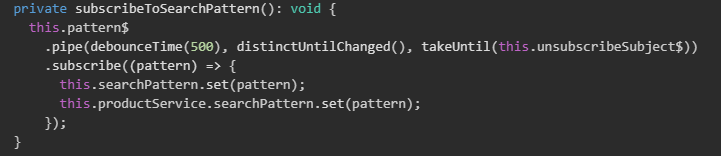 private subscribeToSearchPattern(): void {
  this.pattern$
    .pipe(debounceTime(500), distinctUntilChanged(), takeUntil(this.unsubscribeSubject$))
    .subscribe((pattern) => {
      this.searchPattern.set(pattern);
      this.productService.searchPattern.set(pattern);
    });
}